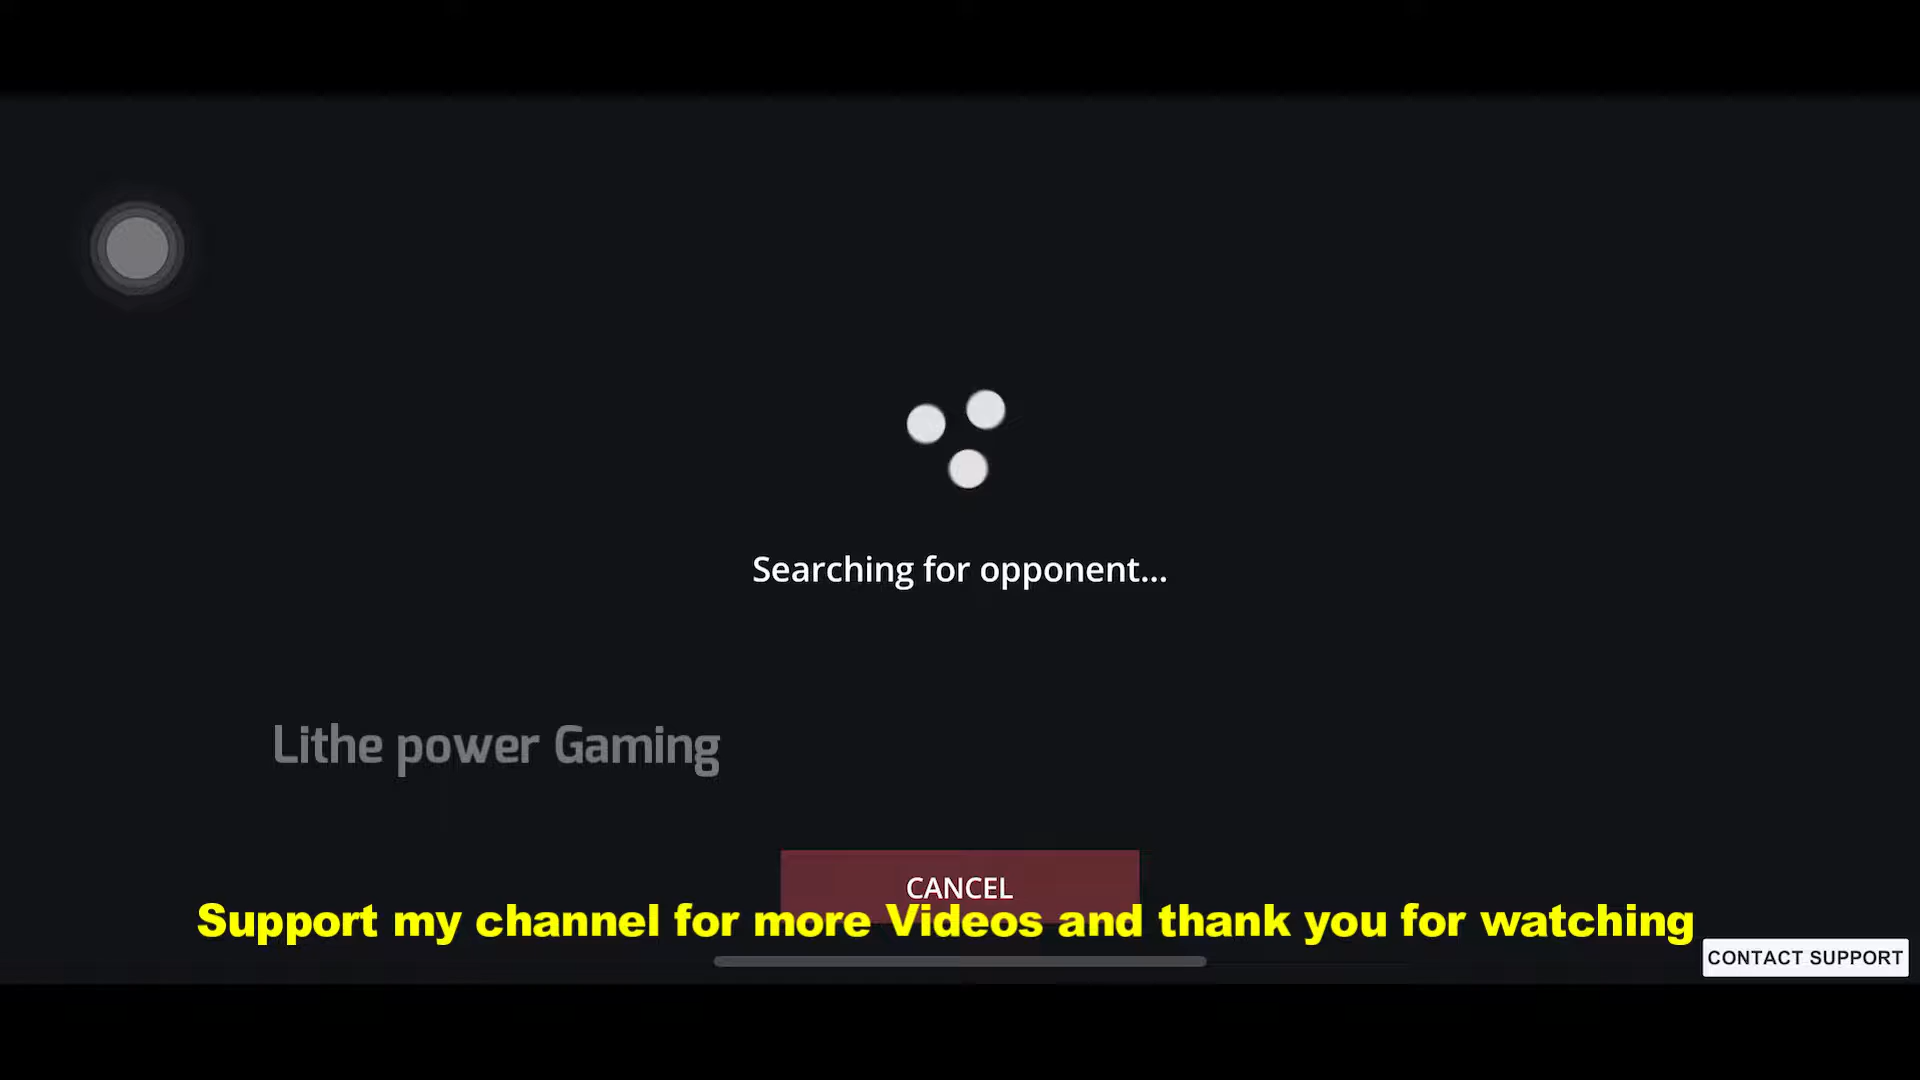 Searching for opponent...
Lithe power Gaming
CANCEL
Support my channel for more Videos and thank you for watching
CONTACT SUPPORT